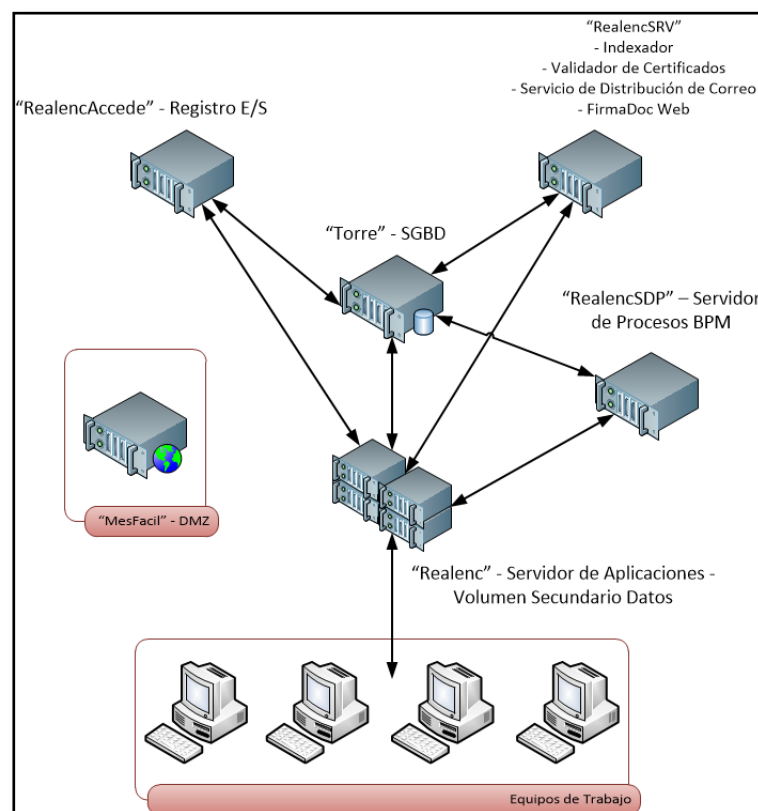 “RealencSRV”
- Indexador
- Validador de Certificados
- Servicio de Distribución de Correo
- FirmaDoc Web
“RealencAccede” - Registro E/S
“Torre” - SGBD
“RealencSDP” – Servidor
de Procesos BPM
“MesFacil” - DMZ
“Realenc” - Servidor de Aplicaciones -
Volumen Secundario Datos
Equipos de Trabajo